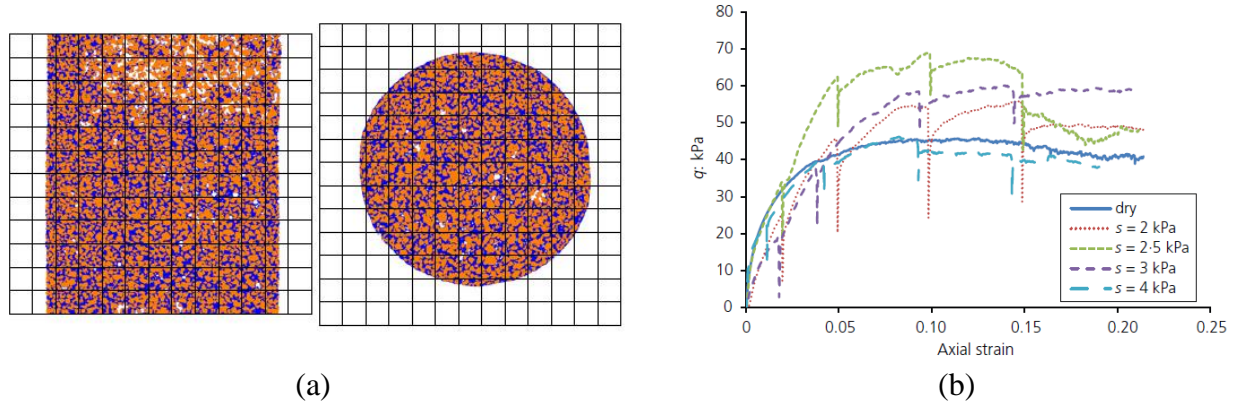 80
70
60
50
40
30
20
10
0
q: kPa
dry
s = 2 kPa
s = 2·5 kPa
s = 3 kPa
s = 4 kPa
0 0.05 0.10 0.15 0.20 0.25
Axial strain
(a) (b)